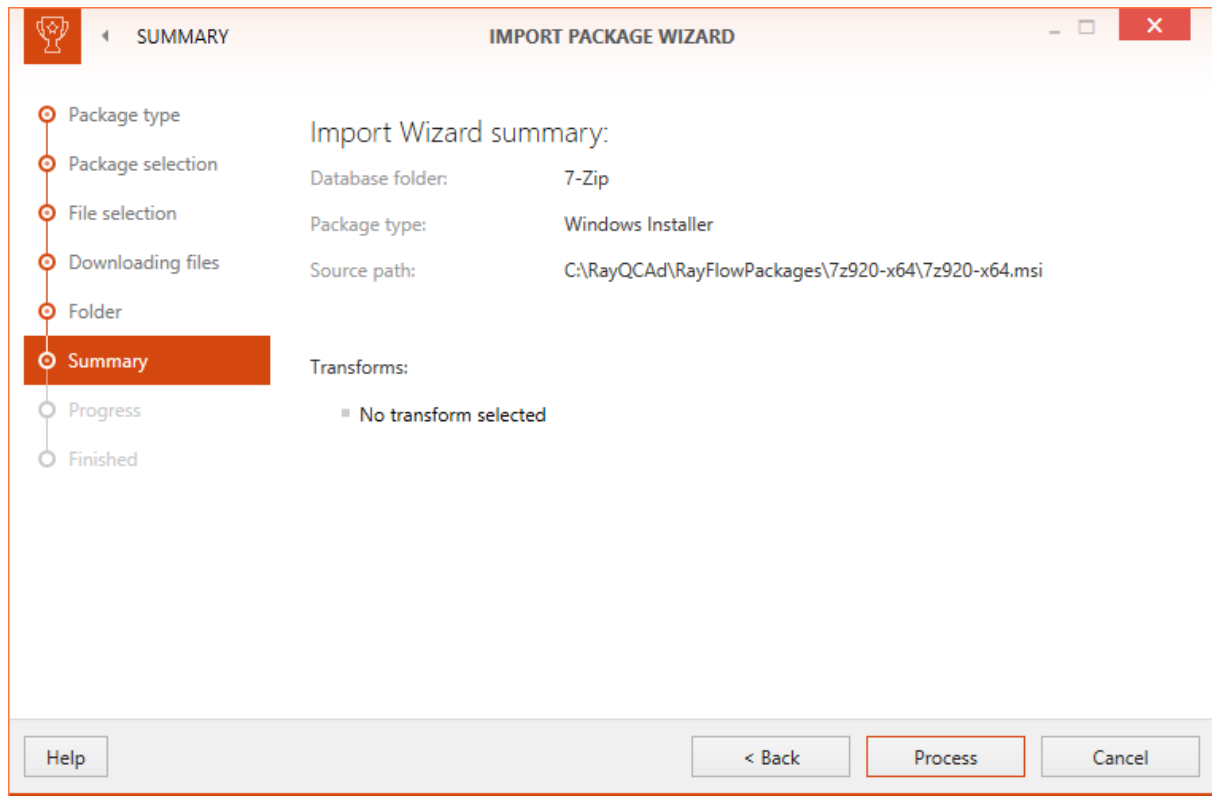 SUMMARY
IMPORT PACKAGE WIZARD
Package type
Package selection
File selection
Downloading files
Folder
Summary
Progress
Finished
Import Wizard summary:
Database folder: 7-Zip
Package type: Windows Installer
Source path: C:\RayQCAd\RayFlowPackages\7z920-x64\7z920-x64.msi
Transforms:
No transform selected
Help
< Back
Process
Cancel